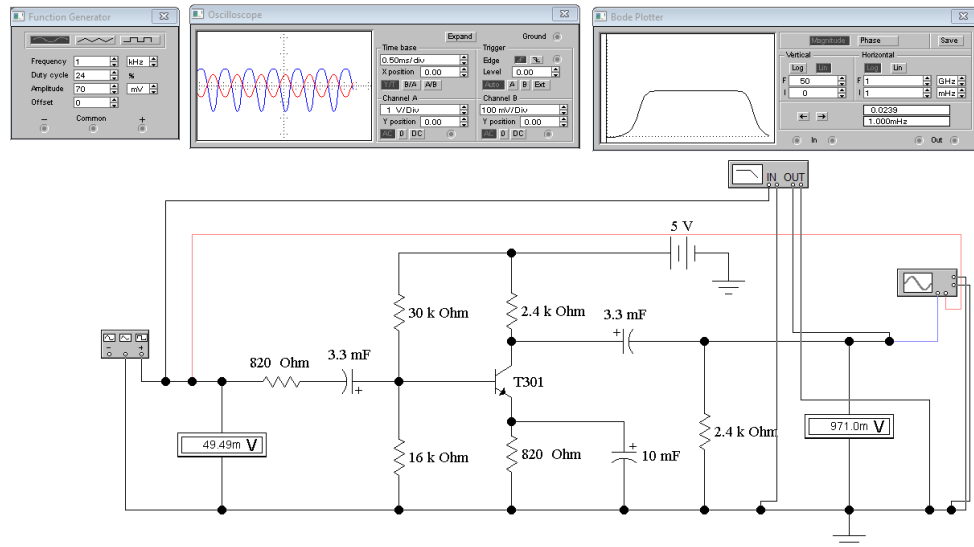 Function Generator
Frequency 1 kHz
Duty cycle 24 %
Amplitude 70 mV
Offset 0
− Common +
Oscilloscope
Expand Ground
Time base
0.50ms/div
X position 0.00
Y/T B/A A/B
Trigger
Edge
Level 0.00
Auto A B Ext
Channel A
1 V/Div
Y position 0.00
AC 0 DC
Channel B
100 mV/Div
Y position 0.00
AC 0 DC
Bode Plotter
Magnitude Phase Save
Vertical
Log Lin
F 50
I 0
Horizontal
Log Lin
F 1 GHz
I 1 mHz
0.0239
1.000mHz
In Out
IN OUT
5 V
30 k Ohm
2.4 k Ohm
3.3 mF
+
− +
820 Ohm
3.3 mF
+
T301
49.49m V
16 k Ohm
820 Ohm
+
10 mF
2.4 k Ohm
971.0m V